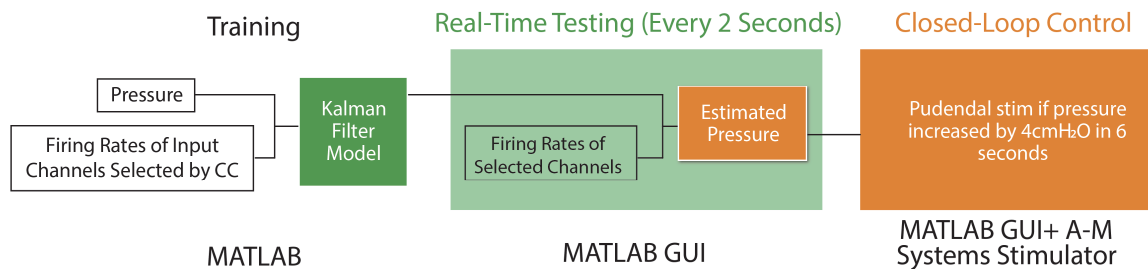 Training
Pressure
Firing Rates of Input
Channels Selected by CC
Kalman
Filter
Model
MATLAB
Real-Time Testing (Every 2 Seconds)
Firing Rates of
Selected Channels
Estimated
Pressure
MATLAB GUI
Closed-Loop Control
Pudendal stim if pressure
increased by 4cmH₂O in 6
seconds
MATLAB GUI+ A-M
Systems Stimulator